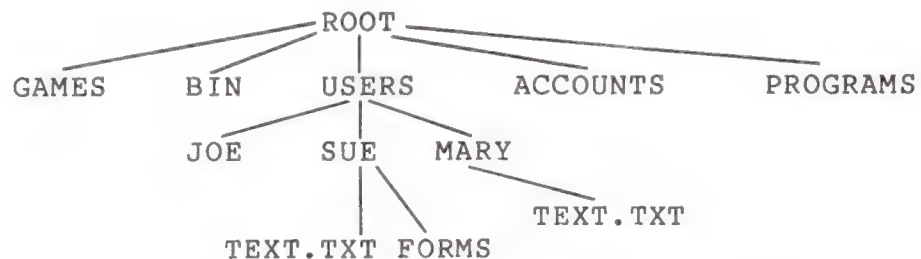 ROOT
GAMES BIN USERS ACCOUNTS PROGRAMS
JOE SUE MARY
TEXT.TXT
TEXT.TXT FORMS